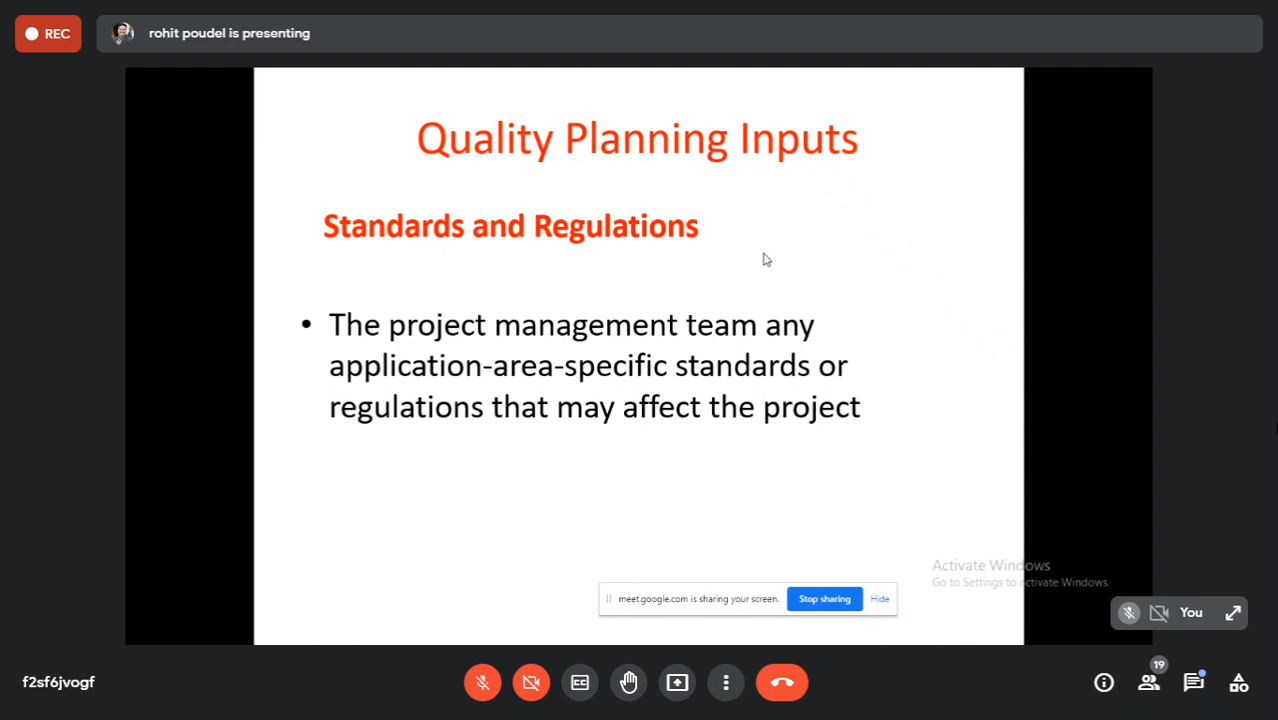 REC
rohit poudel is presenting
Quality Planning Inputs
Standards and Regulations
• The project management team any
application-area-specific standards or
regulations that may affect the project
Activate Windows
Go to Settings to activate Windows.
meet.google.com is sharing your screen. Stop sharing Hide
You
f2sf6jvogf
CC
19